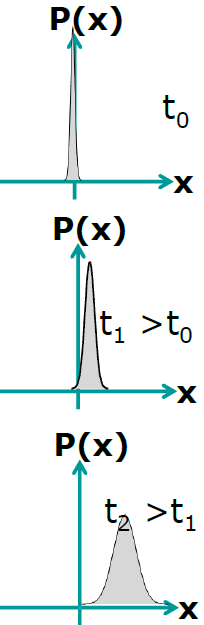 P(x)
t₀
x
P(x)
t₁ >t₀
x
P(x)
t₂ >t₁
x